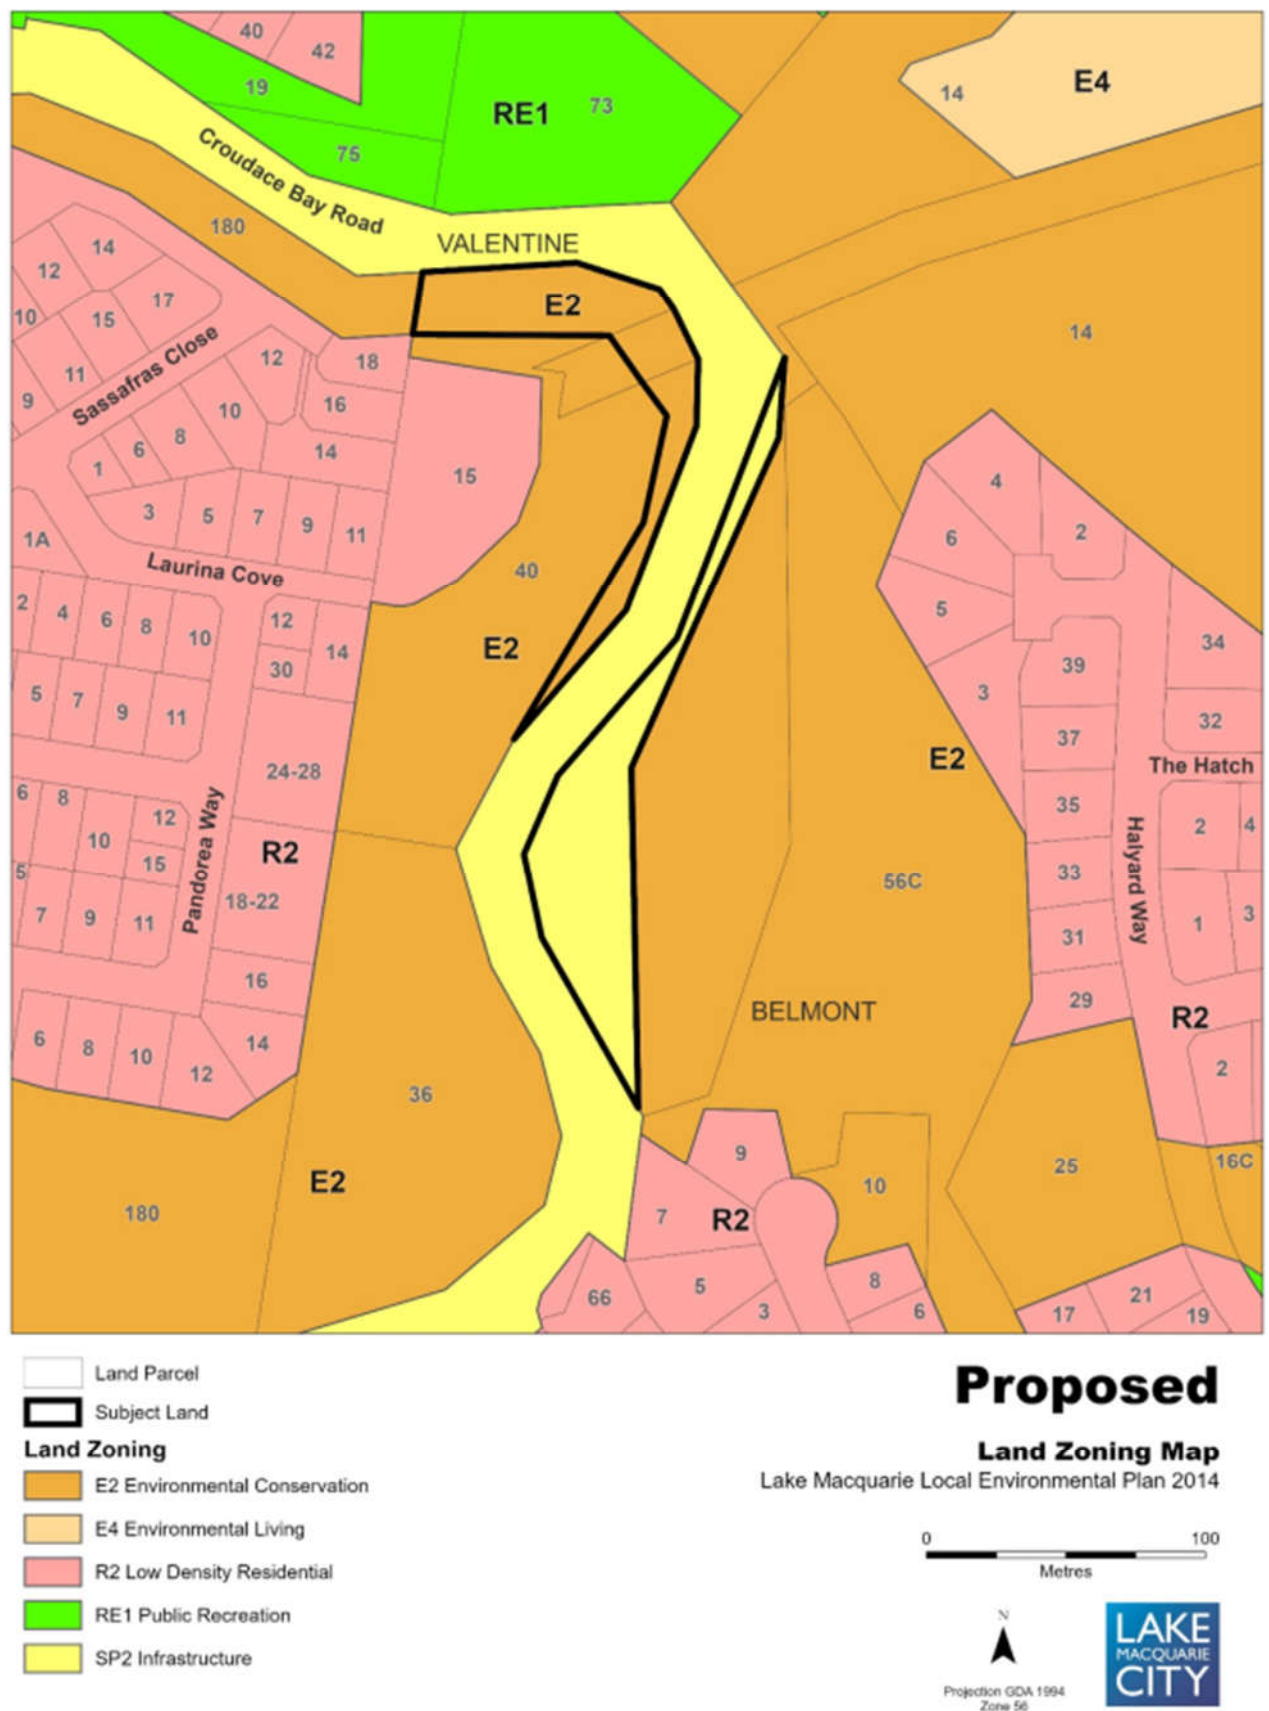 40
42
19
RE1 73
E4
14
75
Croudace Bay Road
180
VALENTINE
E2
14
12
14
17
10
15
11
9
Sassafras Close
12
18
16
10
14
8
6
1
3
5
7
9
11
15
1A
Laurina Cove
40
E2
4
6
2
5
3
39
34
32
37
The Hatch
35
2
4
33
Halyard Way
31
1
3
29
R2
2
E2
56C
BELMONT
2
4
6
8
10
12
14
30
5
7
9
11
24-28
6
8
10
12
15
Pandorea Way
R2
18-22
5
7
9
11
16
6
8
10
12
14
36
E2
180
9
10
25
16C
7
R2
66
5
3
8
6
17
21
19
Land Parcel
Subject Land
Land Zoning
E2 Environmental Conservation
E4 Environmental Living
R2 Low Density Residential
RE1 Public Recreation
SP2 Infrastructure
Proposed
Land Zoning Map
Lake Macquarie Local Environmental Plan 2014
0 100
Metres
N
Projection GDA 1994
Zone 56
LAKE
MACQUARIE
CITY